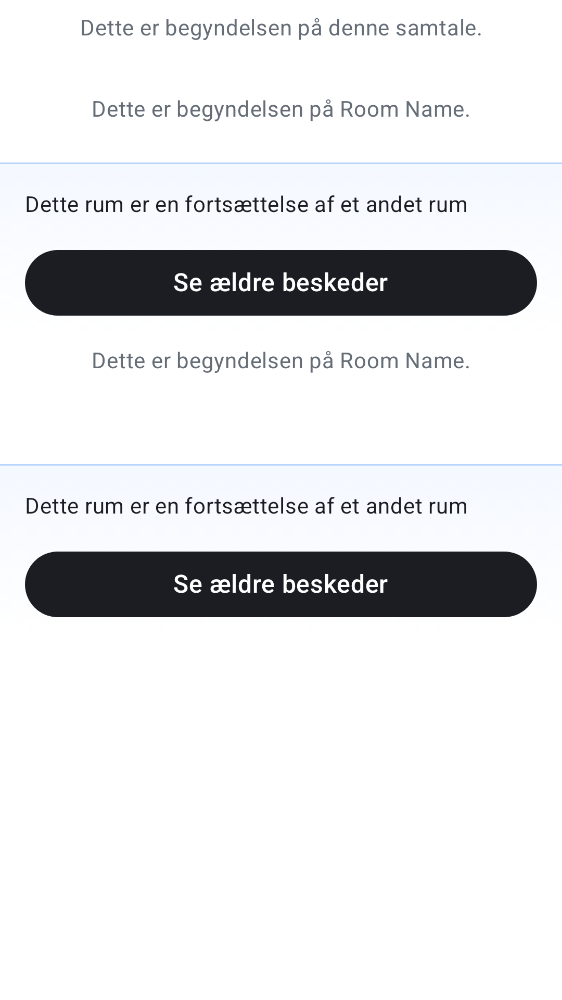 Dette er begyndelsen på denne samtale.
Dette er begyndelsen på Room Name.
Dette rum er en fortsættelse af et andet rum
Se ældre beskeder
Dette er begyndelsen på Room Name.
Dette rum er en fortsættelse af et andet rum
Se ældre beskeder